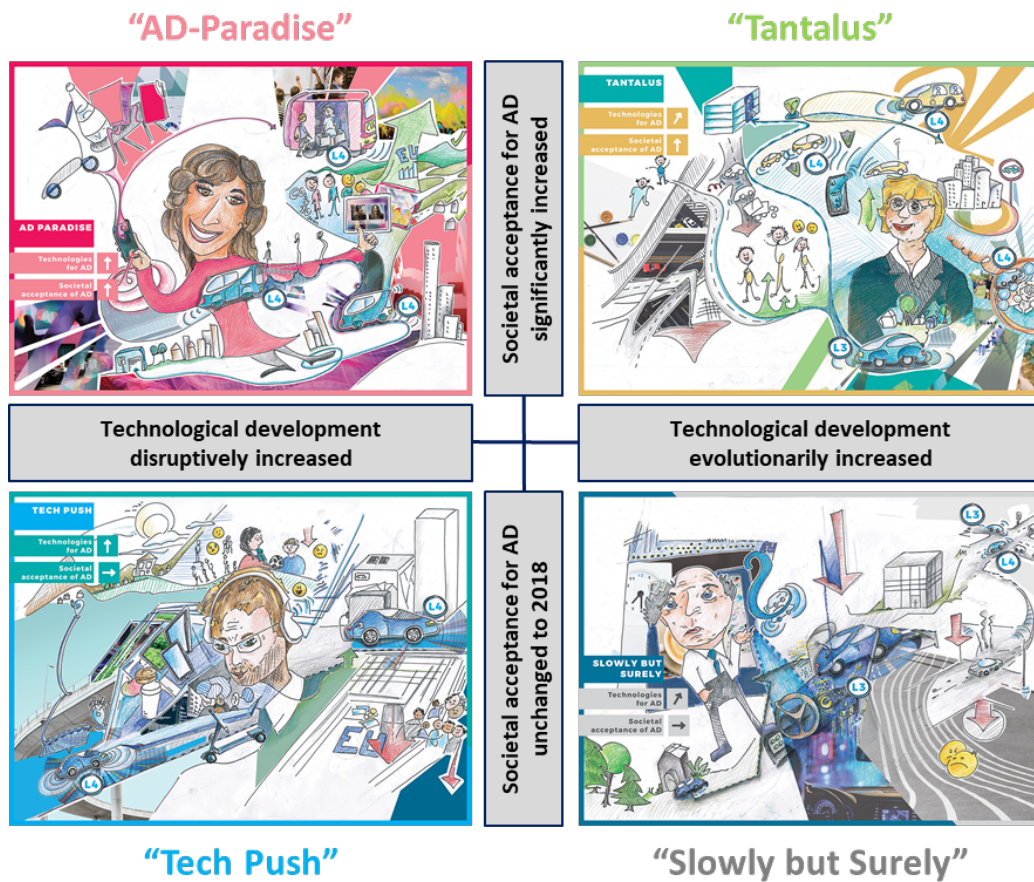 “AD-Paradise”
“Tantalus”
AD PARADISE
Technologies
for AD
Societal
acceptance of AD
L4
EU
L4
L4
Societal acceptance for AD
significantly increased
TANTALUS
Technologies
for AD
Societal
acceptance of AD
L4
L4
L4
L3
Technological development
disruptively increased
Technological development
evolutionarily increased
TECH PUSH
Technologies
for AD
Societal
acceptance of AD
L4
EU
L4
Societal acceptance for AD
unchanged to 2018
L3
L4
SLOWLY BUT
SURELY
L3
Technologies
for AD
Societal
acceptance of AD
“Tech Push”
“Slowly but Surely”